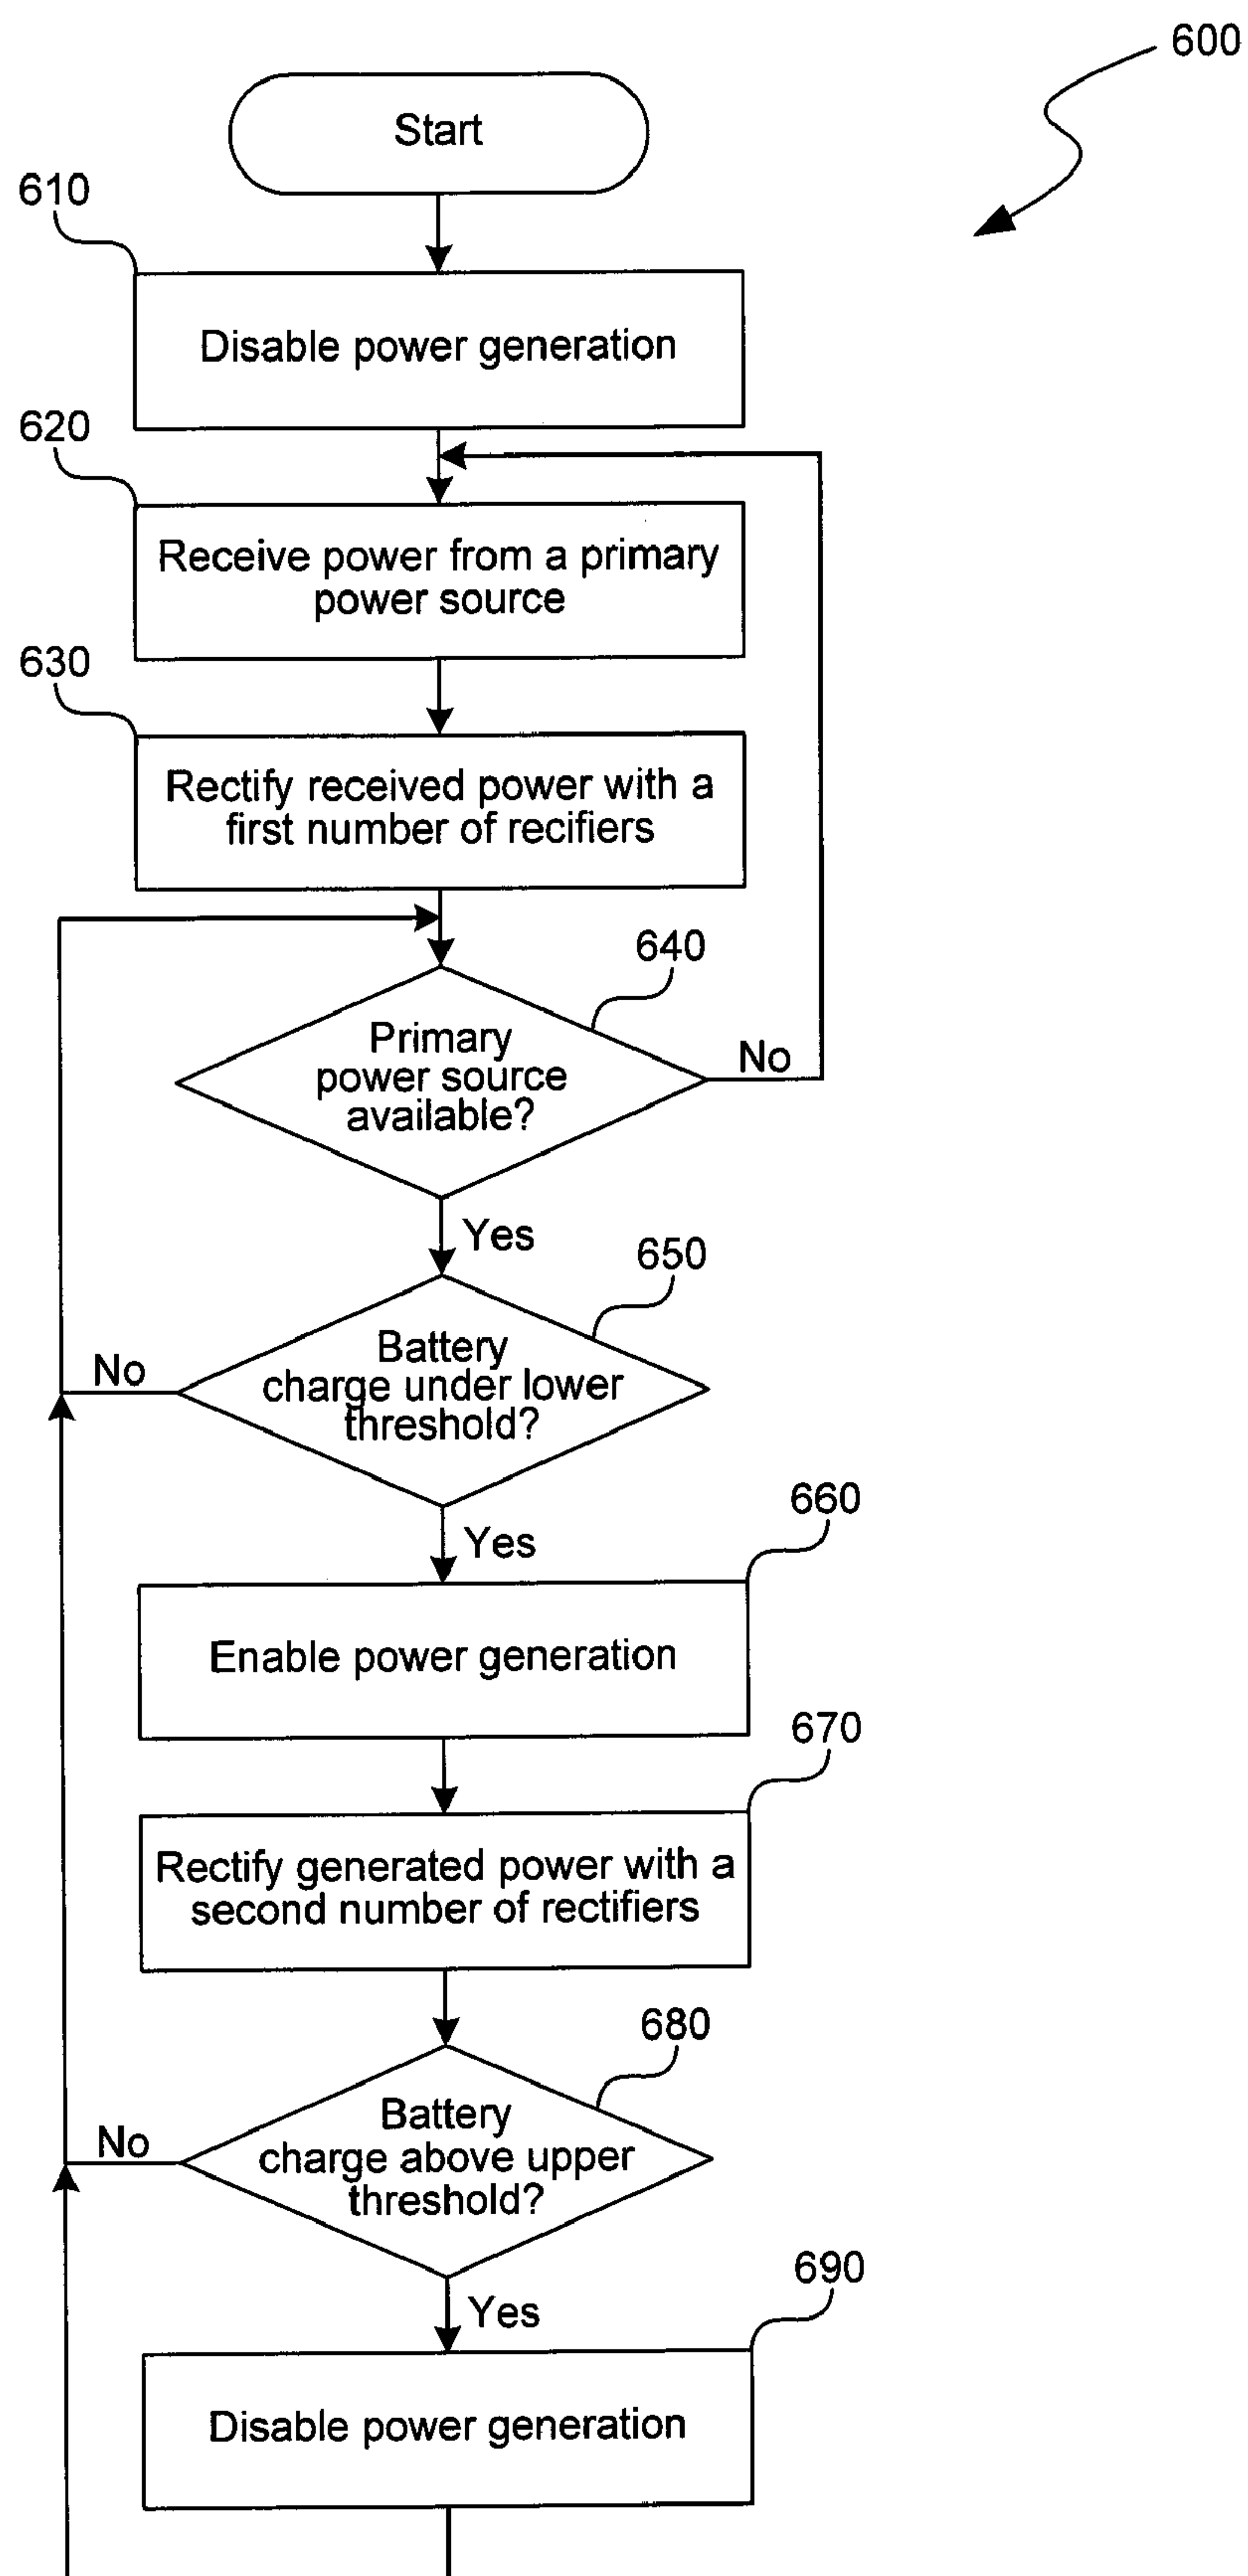 600
Start
610
Disable power generation
620
Receive power from a primary
power source
630
Rectify received power with a
first number of recifiers
640
Primary
power source
available?
No
Yes
650
Battery
charge under lower
threshold?
No
Yes
660
Enable power generation
670
Rectify generated power with a
second number of rectifiers
680
Battery
charge above upper
threshold?
No
Yes
690
Disable power generation